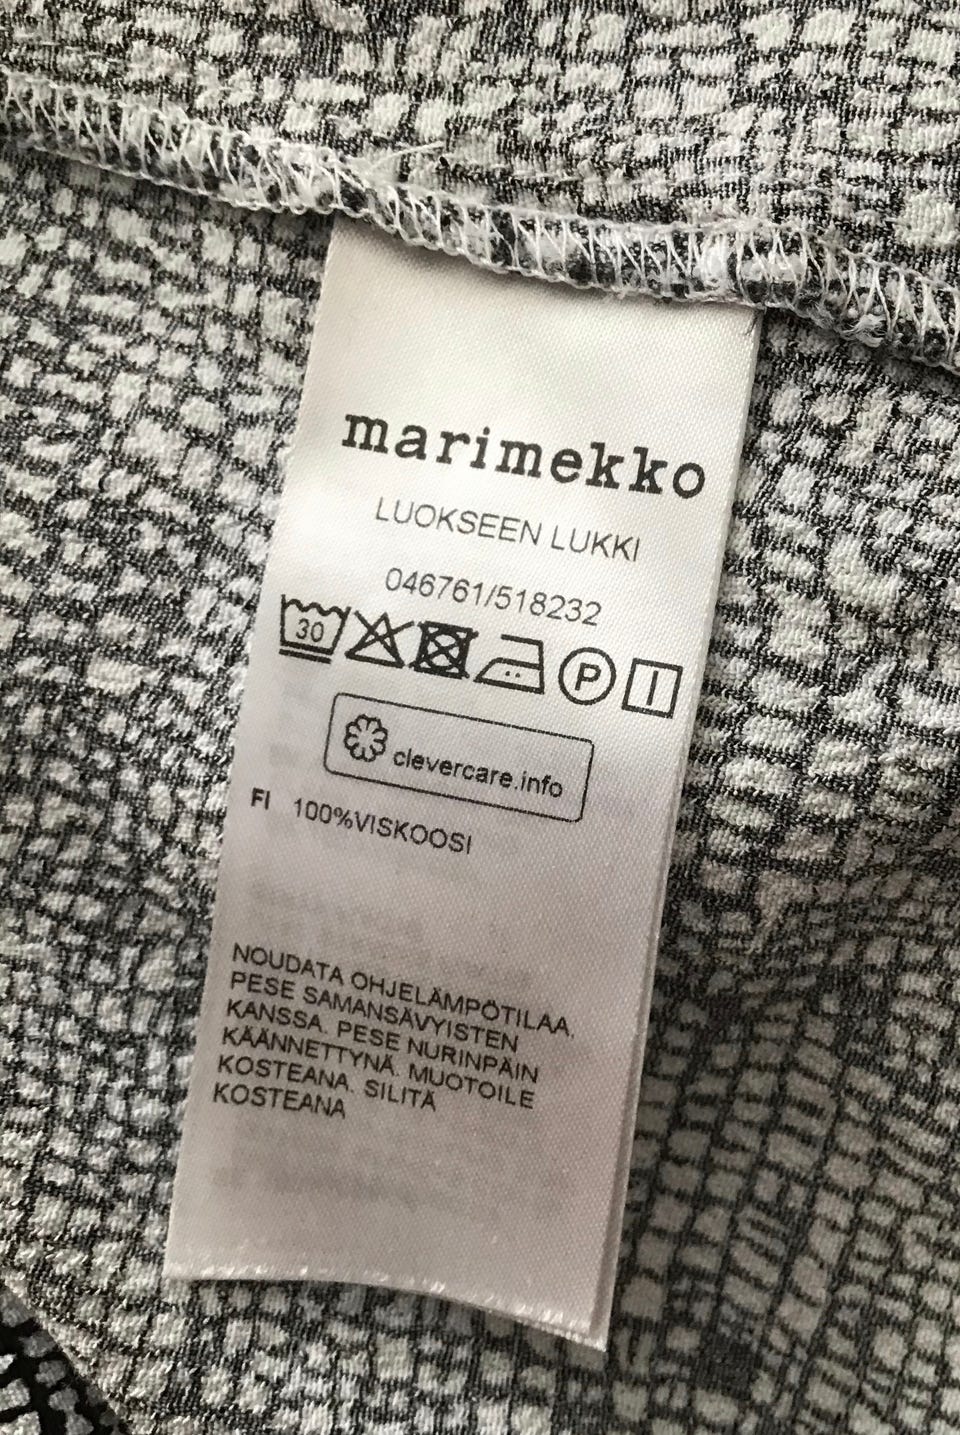 marimekko
LUOKSEEN LUKKI
046761/518232
30
P
clevercare.info
FI 100%VISKOOSI
NOUDATA OHJELÄMPÖTILAA.
PESE SAMANSÄVYISTEN
KANSSA. PESE NURINPÄIN
KÄÄNNETTYNÄ. MUOTOILE
KOSTEANA. SILITÄ
KOSTEANA